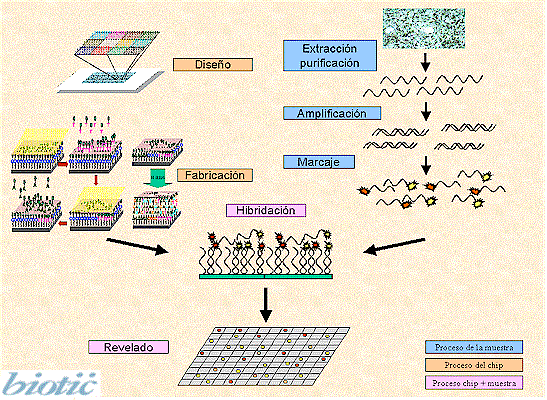 Diseño
Extracción
purificación
Amplificación
Marcaje
Fabricación
Hibridación
Revelado
Proceso de la muestra
Proceso del chip
Proceso chip + muestra
biotic